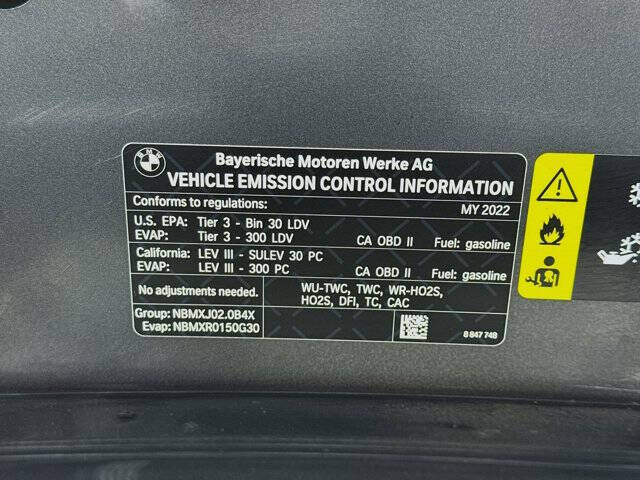 BMW
Bayerische Motoren Werke AG
VEHICLE EMISSION CONTROL INFORMATION
Conforms to regulations: MY 2022
U.S. EPA: Tier 3 - Bin 30 LDV
EVAP: Tier 3 - 300 LDV CA OBD II Fuel: gasoline
California: LEV III - SULEV 30 PC
EVAP: LEV III - 300 PC CA OBD II Fuel: gasoline
No adjustments needed.
WU-TWC, TWC, WR-HO2S,
HO2S, DFI, TC, CAC
Group: NBMXJ02.0B4X
Evap: NBMXR0150G30
8 847 748